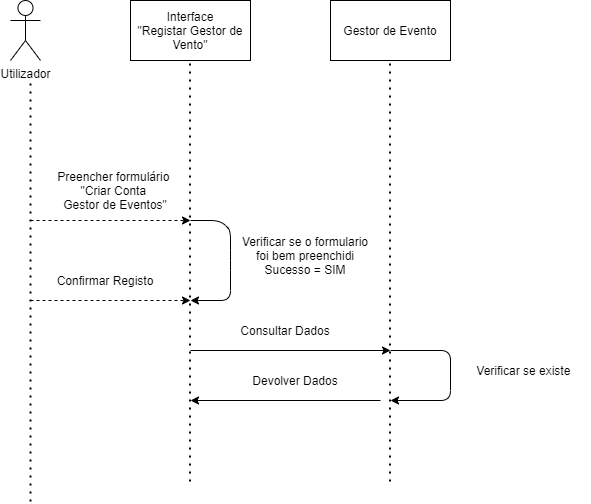 Utilizador
Interface
"Registar Gestor de
Vento"
Gestor de Evento
Preencher formulário
"Criar Conta
Gestor de Eventos"
Verificar se o formulario
foi bem preenchidi
Sucesso = SIM
Confirmar Registo
Consultar Dados
Verificar se existe
Devolver Dados